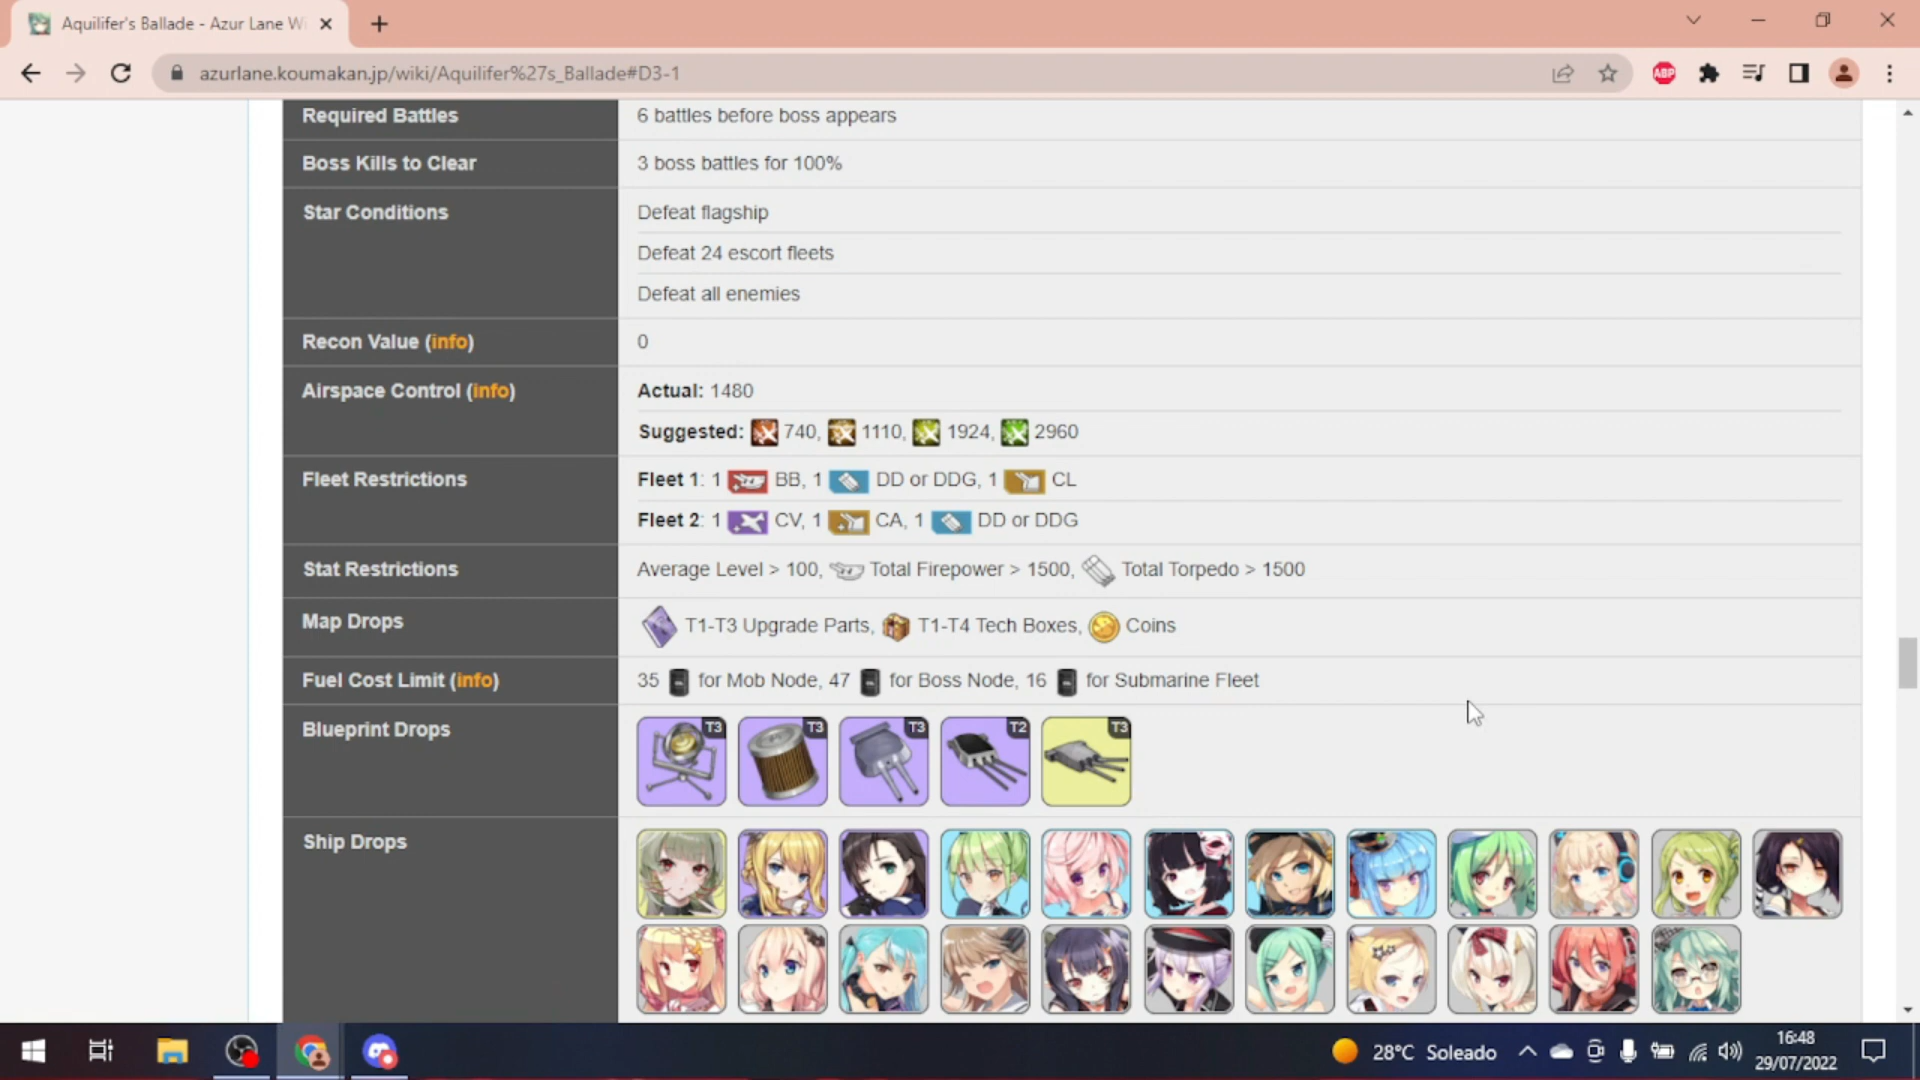 Aquilifer's Ballade - Azur Lane Wi
azurlane.koumakan.jp/wiki/Aquilifer%27s_Ballade#D3-1
ABP
Required Battles
6 battles before boss appears
Boss Kills to Clear
3 boss battles for 100%
Star Conditions
Defeat flagship
Defeat 24 escort fleets
Defeat all enemies
Recon Value (info)
0
Airspace Control (info)
Actual: 1480
Suggested: 740, 1110, 1924, 2960
Fleet Restrictions
Fleet 1: 1 BB, 1 DD or DDG, 1 CL
Fleet 2: 1 CV, 1 CA, 1 DD or DDG
Stat Restrictions
Average Level > 100, Total Firepower > 1500, Total Torpedo > 1500
Map Drops
T1-T3 Upgrade Parts, T1-T4 Tech Boxes, Coins
Fuel Cost Limit (info)
35 for Mob Node, 47 for Boss Node, 16 for Submarine Fleet
Blueprint Drops
T3 T3 T3 T2 T3
Ship Drops
28°C Soleado
16:48
29/07/2022